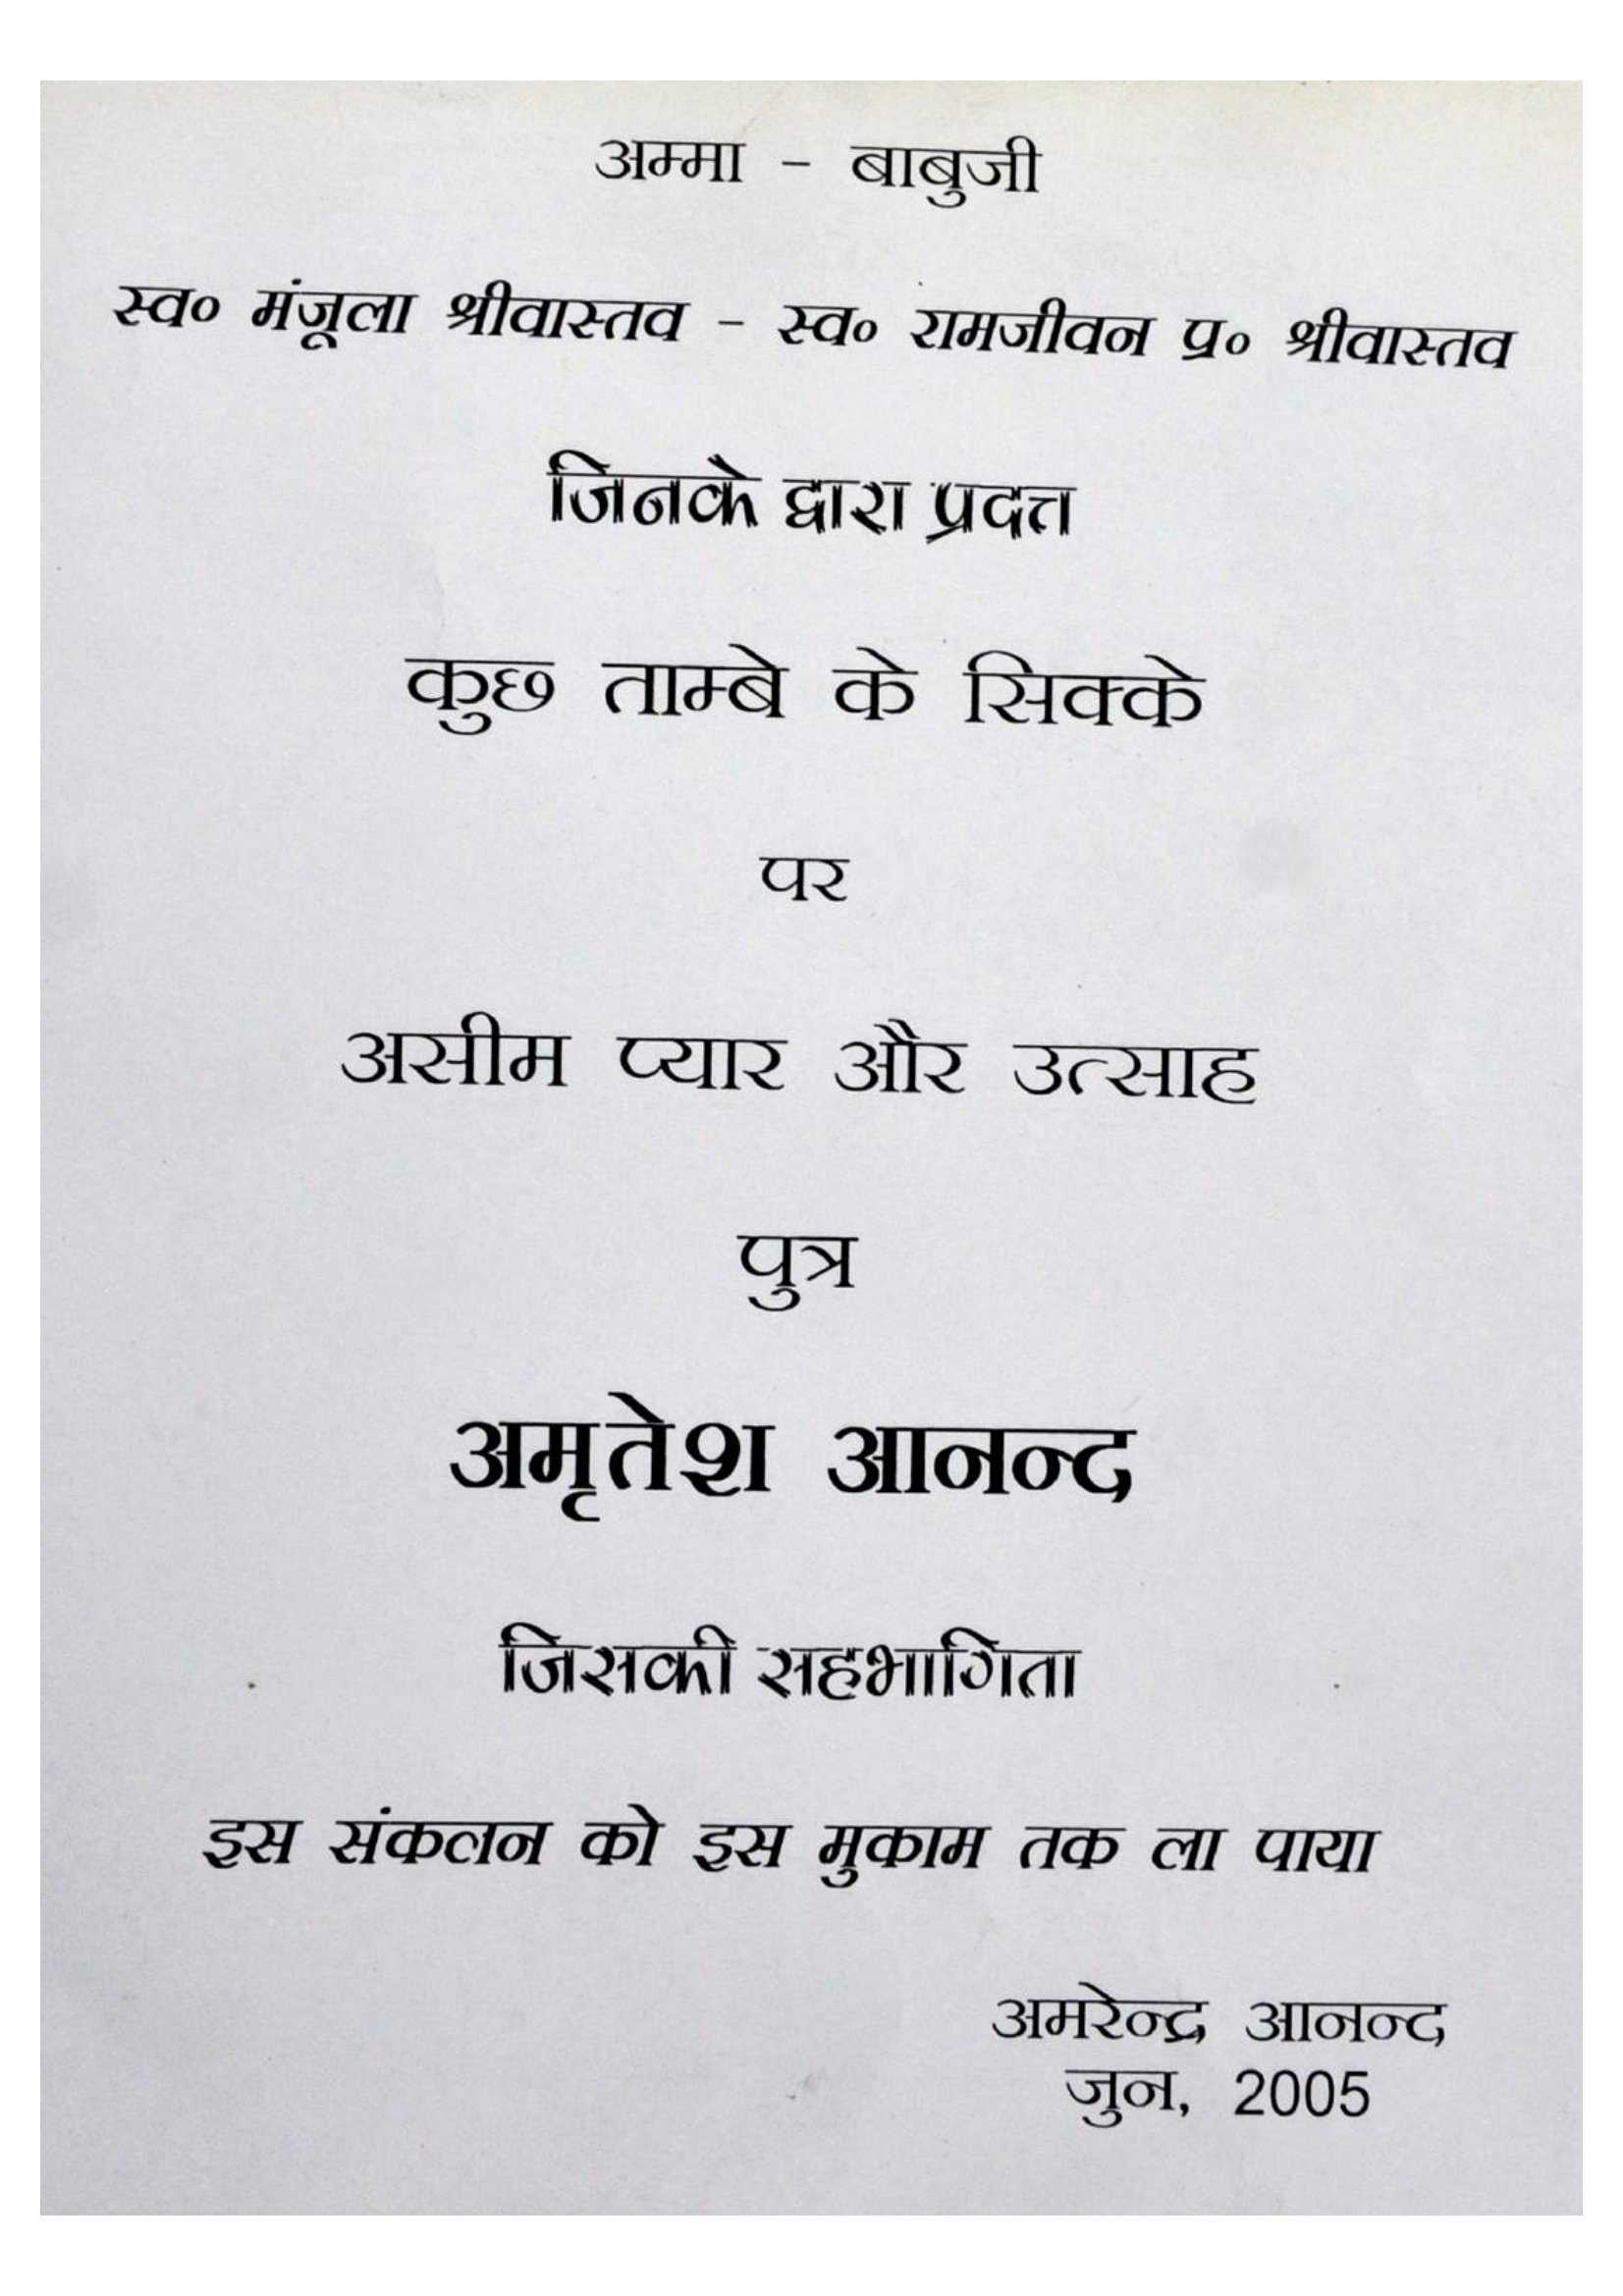 अम्मा - बाबुजी
स्व० मंजूला श्रीवास्तव - स्व० रामजीवन प्र० श्रीवास्तव
जिनके द्वारा प्रदत्त
कुछ ताम्बे के सिक्के
पर
असीम प्यार और उत्साह
पुत्र
अमृतेश आनन्द
जिसकी सहभागिता
इस संकलन को इस मुकाम तक ला पाया
अमरेन्द्र आनन्द
जुन, 2005